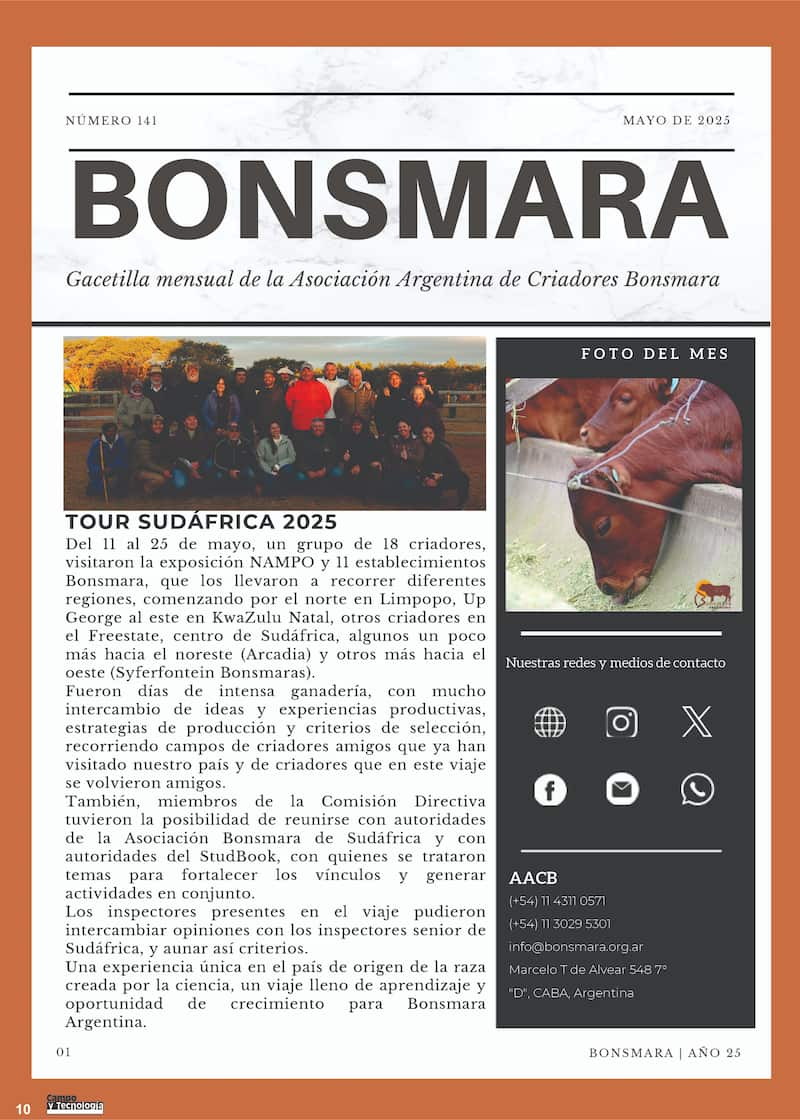 NÚMERO 141
MAYO DE 2025
BONSMARA
Gacetilla mensual de la Asociación Argentina de Criadores Bonsmara
TOUR SUDÁFRICA 2025
Del 11 al 25 de mayo, un grupo de 18 criadores,
visitaron la exposición NAMPO y 11 establecimientos
Bonsmara, que los llevaron a recorrer diferentes
regiones, comenzando por el norte en Limpopo, Up
George al este en KwaZulu Natal, otros criadores en
el Freestate, centro de Sudáfrica, algunos un poco
más hacia el noreste (Arcadia) y otros más hacia el
oeste (Syferfontein Bonsmaras).
Fueron días de intensa ganadería, con mucho
intercambio de ideas y experiencias productivas,
estrategias de producción y criterios de selección,
recorriendo campos de criadores amigos que ya han
visitado nuestro país y de criadores que en este viaje
se volvieron amigos.
También, miembros de la Comisión Directiva
tuvieron la posibilidad de reunirse con autoridades
de la Asociación Bonsmara de Sudáfrica y con
autoridades del StudBook, con quienes se trataron
temas para fortalecer los vínculos y generar
actividades en conjunto.
Los inspectores presentes en el viaje pudieron
intercambiar opiniones con los inspectores senior de
Sudáfrica, y aunar así criterios.
Una experiencia única en el país de origen de la raza
creada por la ciencia, un viaje lleno de aprendizaje y
oportunidad de crecimiento para Bonsmara
Argentina.
FOTO DEL MES
Nuestras redes y medios de contacto
AACB
(+54) 11 4311 0571
(+54) 11 3029 5301
info@bonsmara.org.ar
Marcelo T de Alvear 548 7°
"D", CABA, Argentina
01
BONSMARA | AÑO 25
10
Campo
y Tecnología